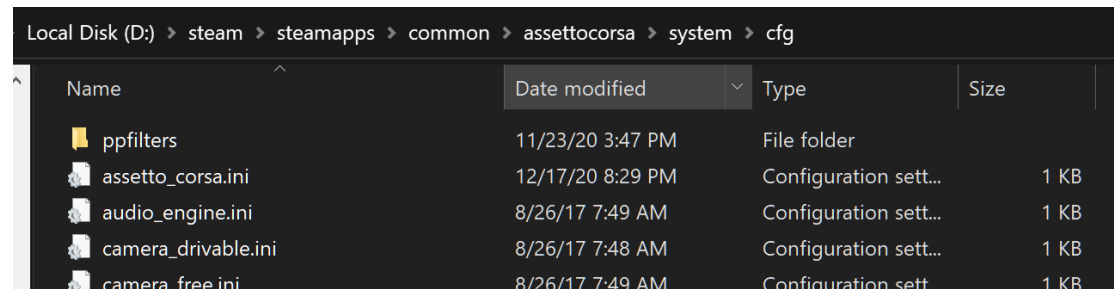 Local Disk (D:) > steam > steamapps > common > assettocorsa > system > cfg
Name Date modified Type Size
ppfilters 11/23/20 3:47 PM File folder
assetto_corsa.ini 12/17/20 8:29 PM Configuration sett... 1 KB
audio_engine.ini 8/26/17 7:49 AM Configuration sett... 1 KB
camera_drivable.ini 8/26/17 7:48 AM Configuration sett... 1 KB
camera_free.ini 8/26/17 7:49 AM Configuration sett... 1 KB